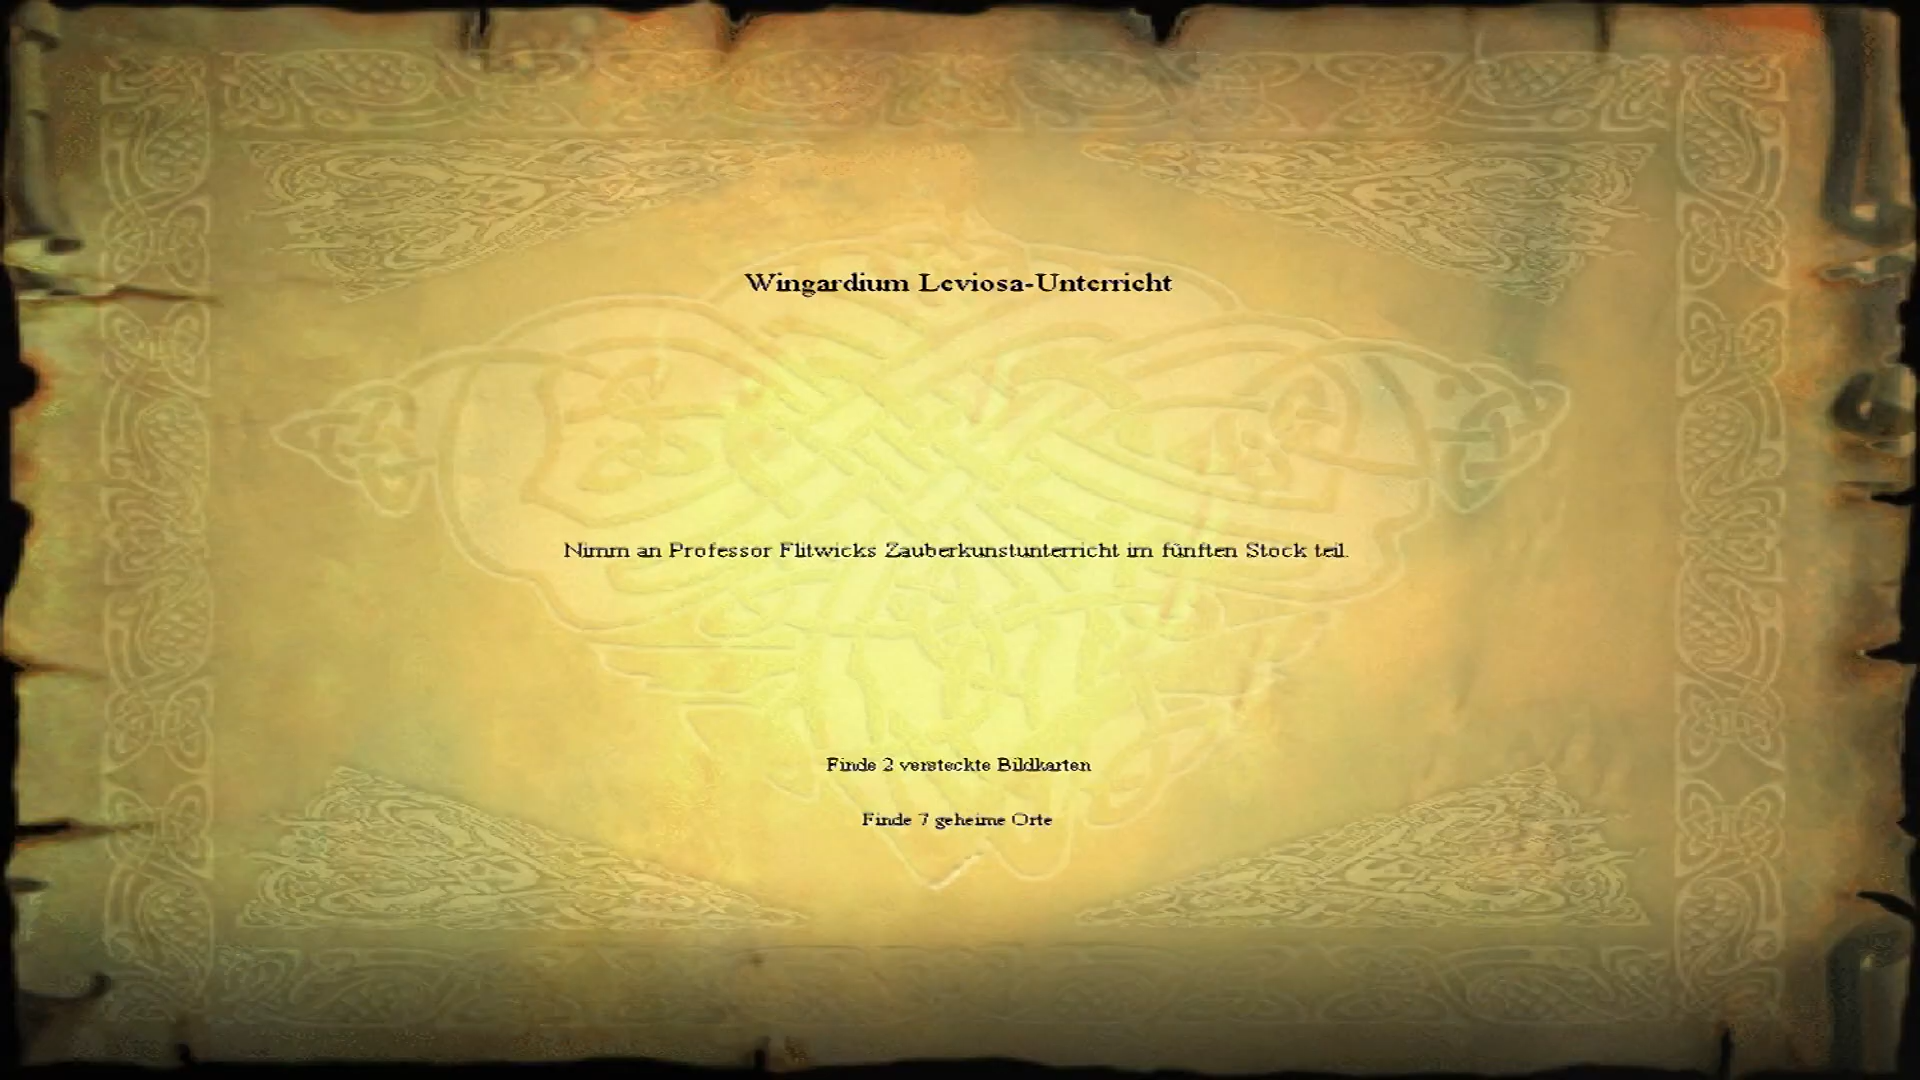 Wingardium Leviosa-Unterricht
Nimm an Professor Flitwicks Zauberkunstunterricht im fünften Stock teil.
Finde 2 versteckte Bildkarten
Finde 7 geheime Orte